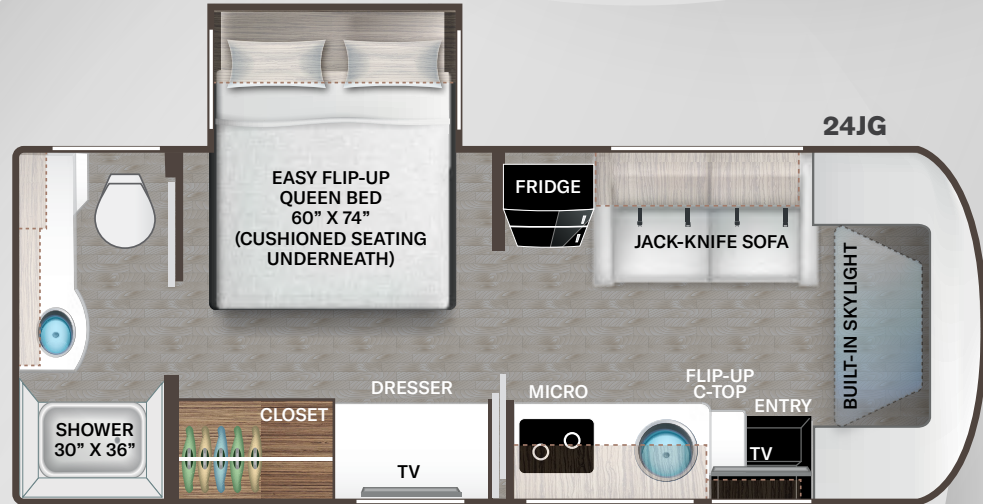 24JG
EASY FLIP-UP
QUEEN BED
60” X 74”
(CUSHIONED SEATING
UNDERNEATH)
FRIDGE
JACK-KNIFE SOFA
BUILT-IN SKYLIGHT
SHOWER
30” X 36”
CLOSET
DRESSER
TV
MICRO
FLIP-UP
C-TOP
ENTRY
TV